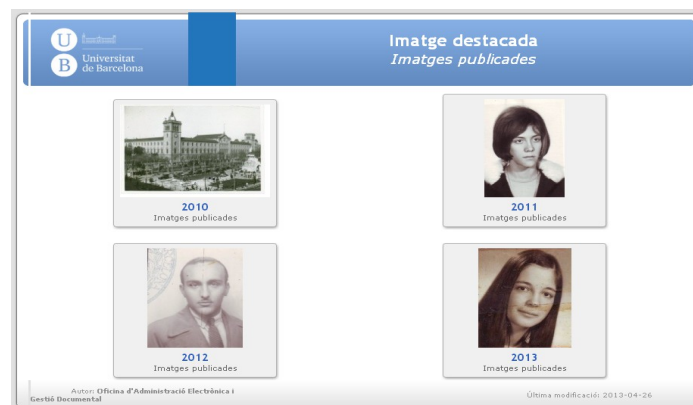 Imatge destacada
Imatges publicades
U
B
Universitat
de Barcelona
2010
Imatges publicades
2011
Imatges publicades
2012
Imatges publicades
2013
Imatges publicades
Autor: Oficina d'Administració Electrònica i
Gestió Documental
Última modificació: 2013-04-26